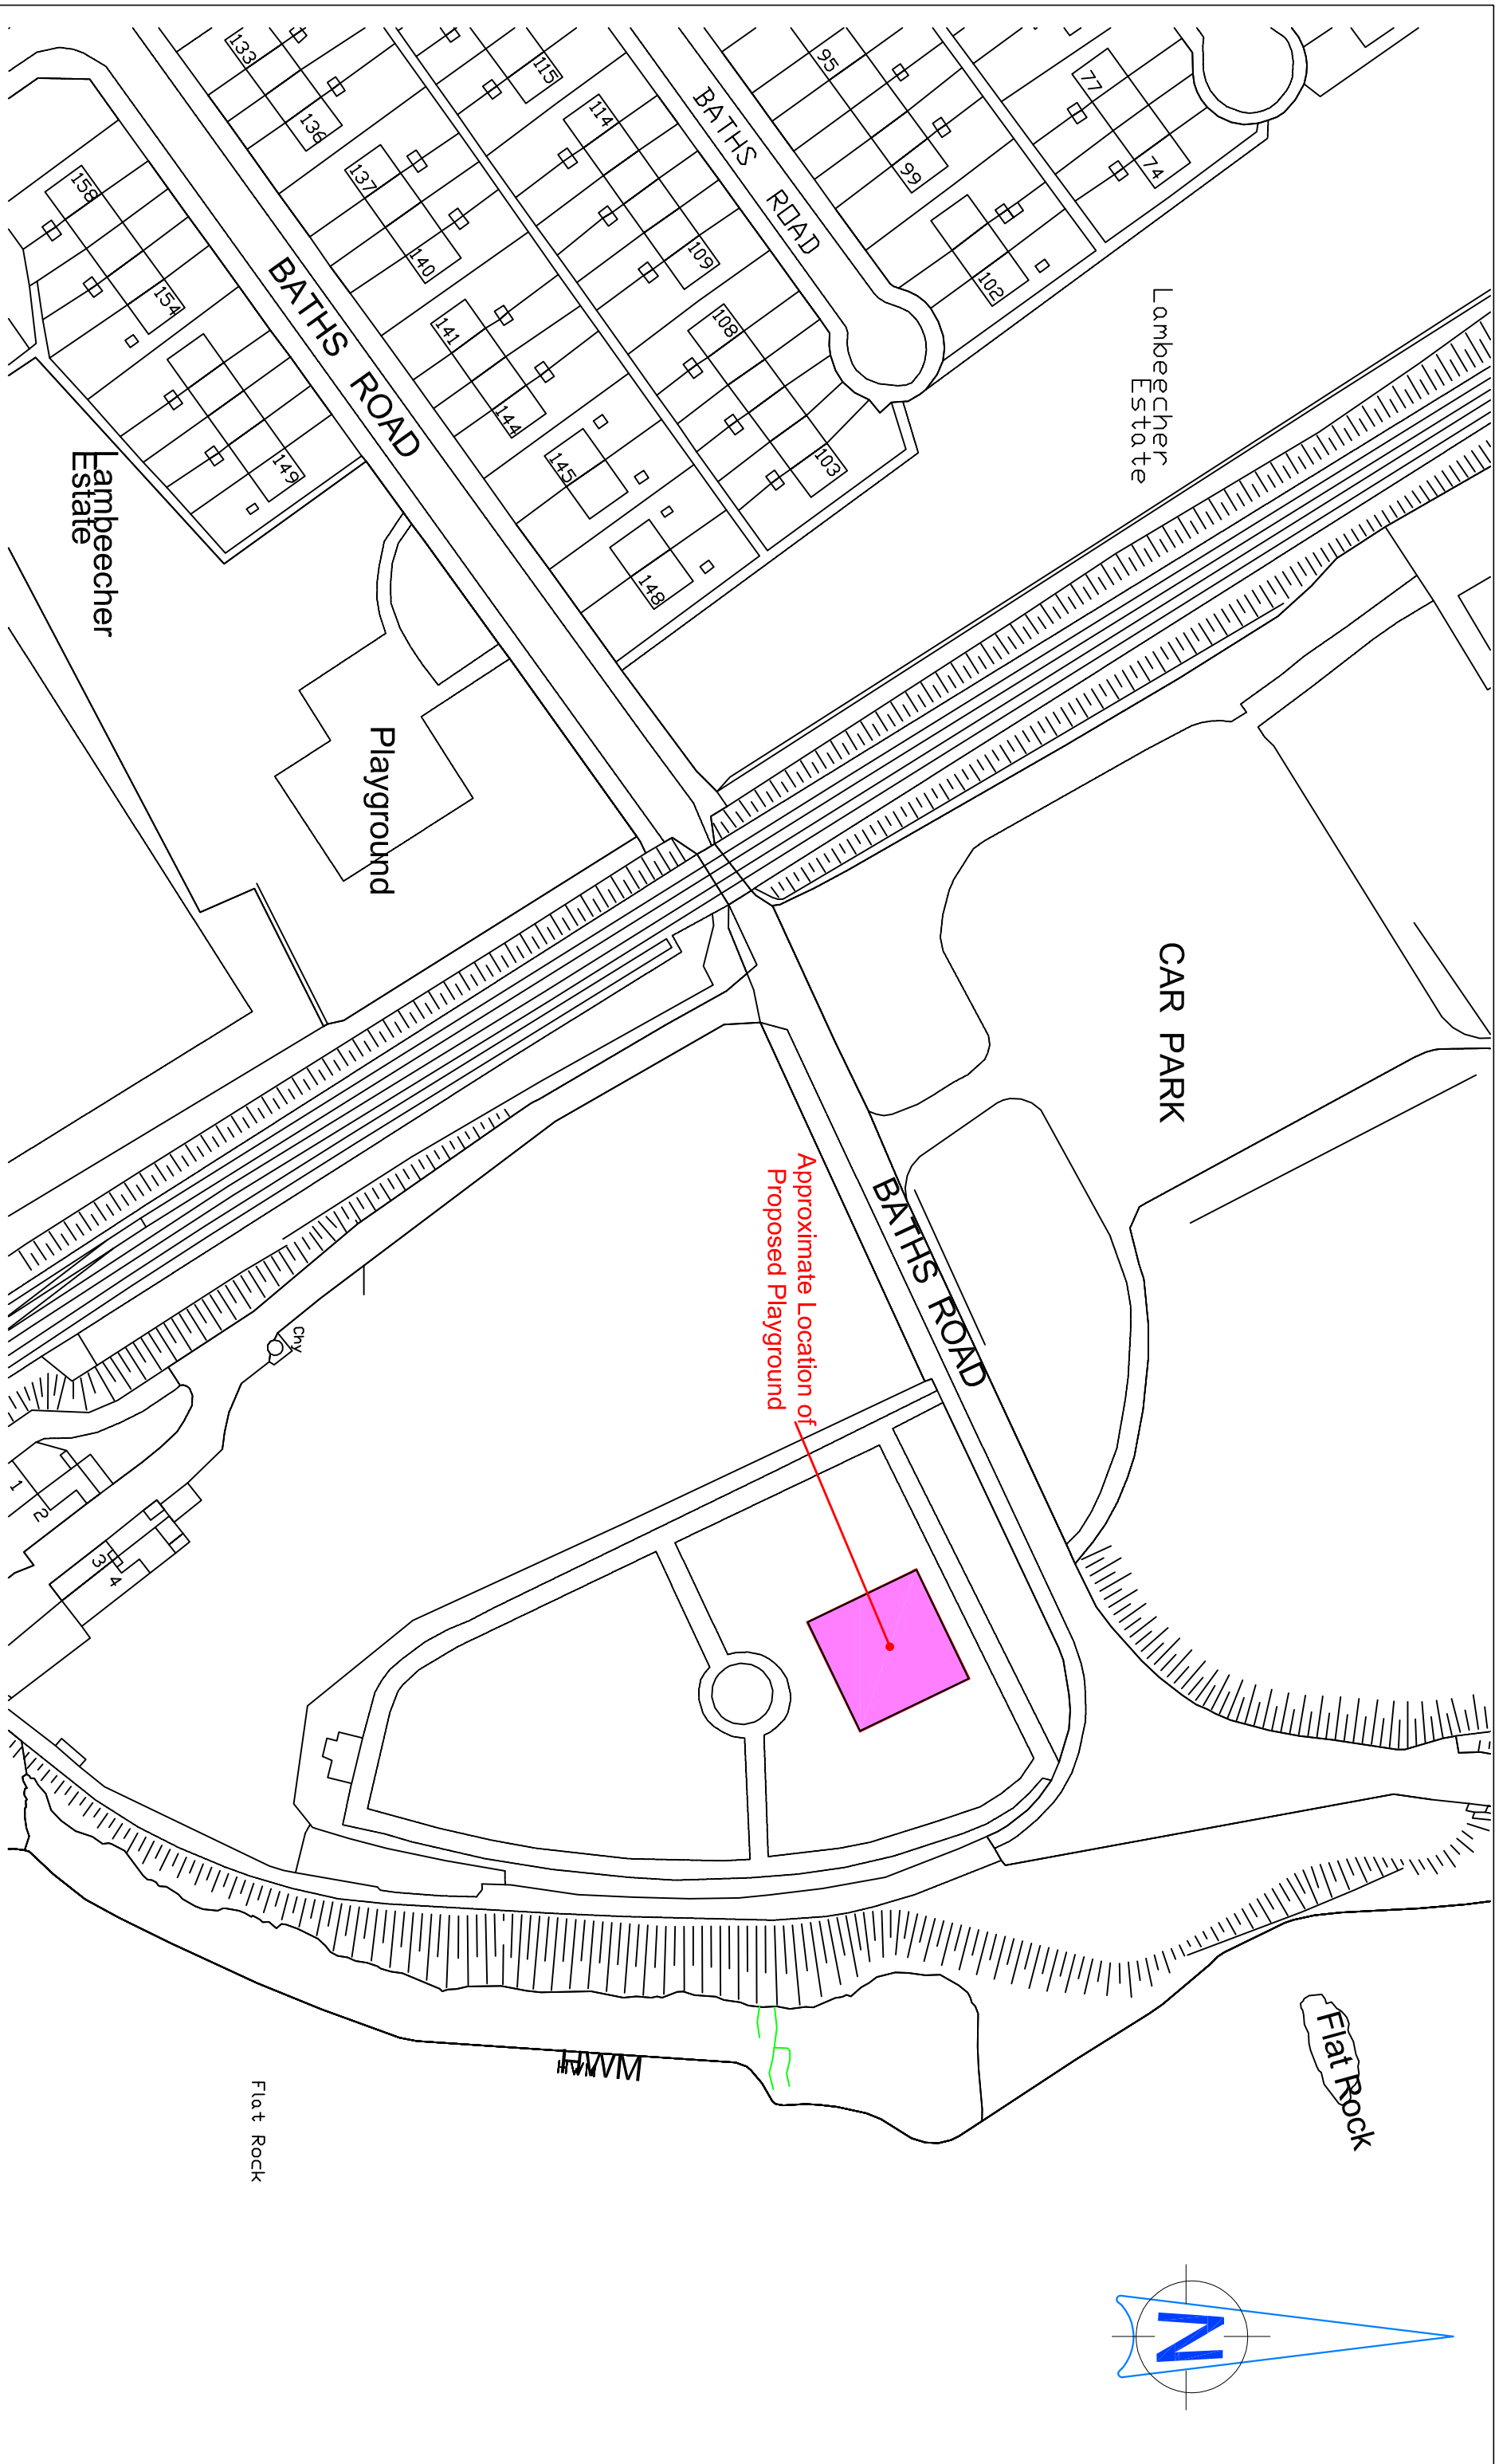 133
136
115
114
95
77
74
99
BATHS ROAD
158
137
140
109
102
154
BATHS ROAD
141
144
108
103
145
148
149
Lambeecher
Estate
Lambeecher
Estate
Playground
CAR PARK
BATHS ROAD
Approximate Location of
Proposed Playground
Chy
1
2
3
4
HWM
HWM
Flat Rock
Flat Rock
N